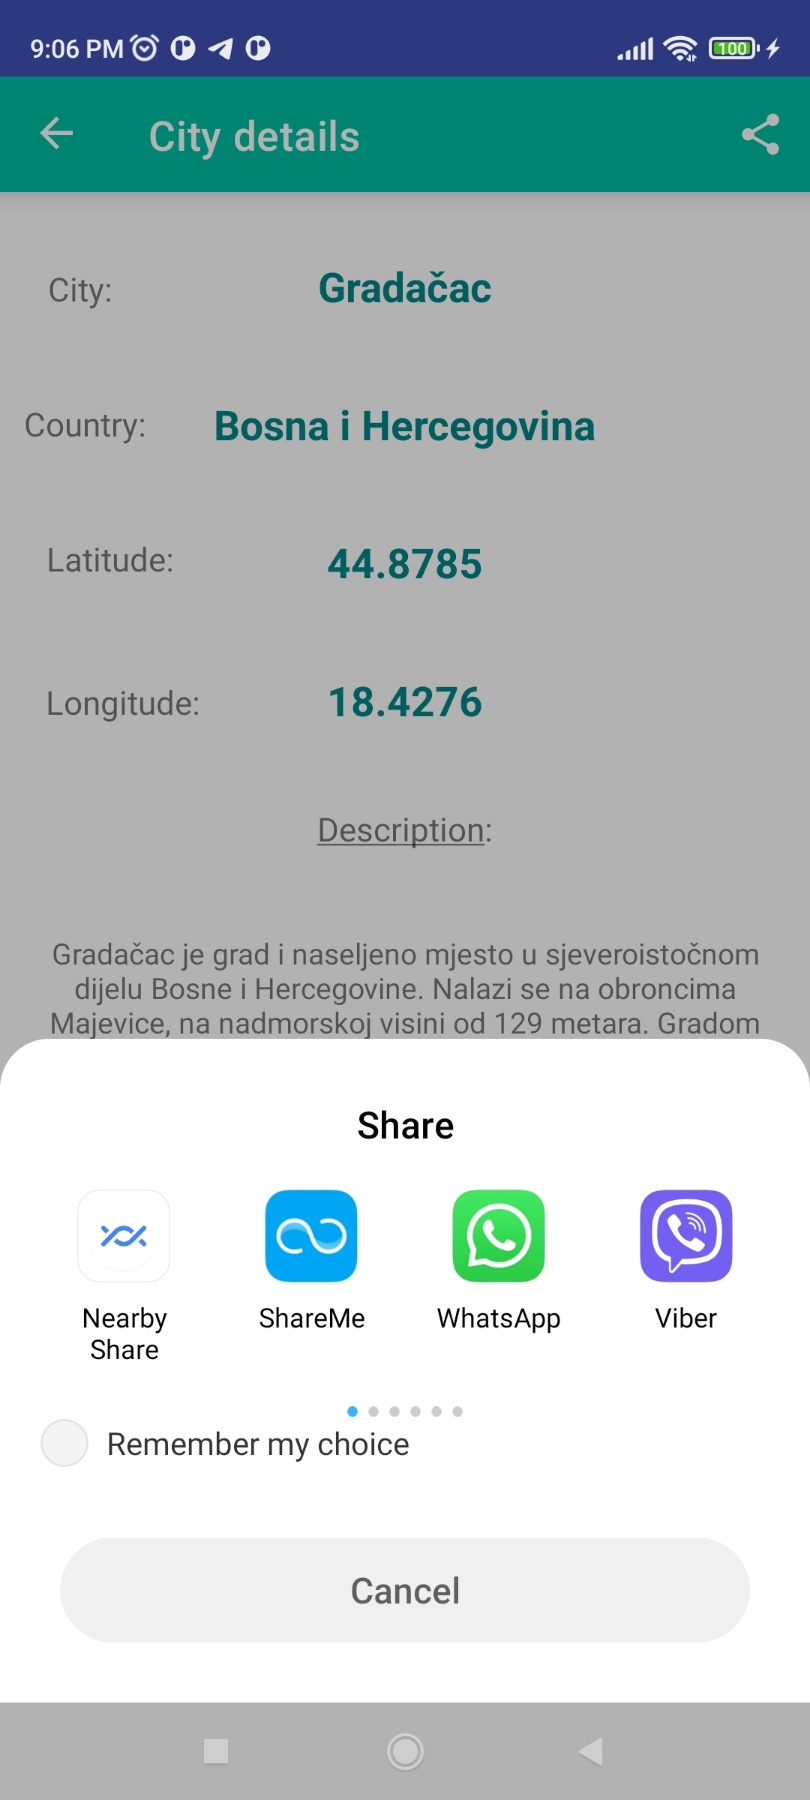 9:06 PM
100
City details
City:
Gradačac
Country:
Bosna i Hercegovina
Latitude:
44.8785
Longitude:
18.4276
Description:
Gradačac je grad i naseljeno mjesto u sjeveroistočnom
dijelu Bosne i Hercegovine. Nalazi se na obroncima
Majevice, na nadmorskoj visini od 129 metara. Gradom
Share
Nearby
Share
ShareMe
WhatsApp
Viber
Remember my choice
Cancel